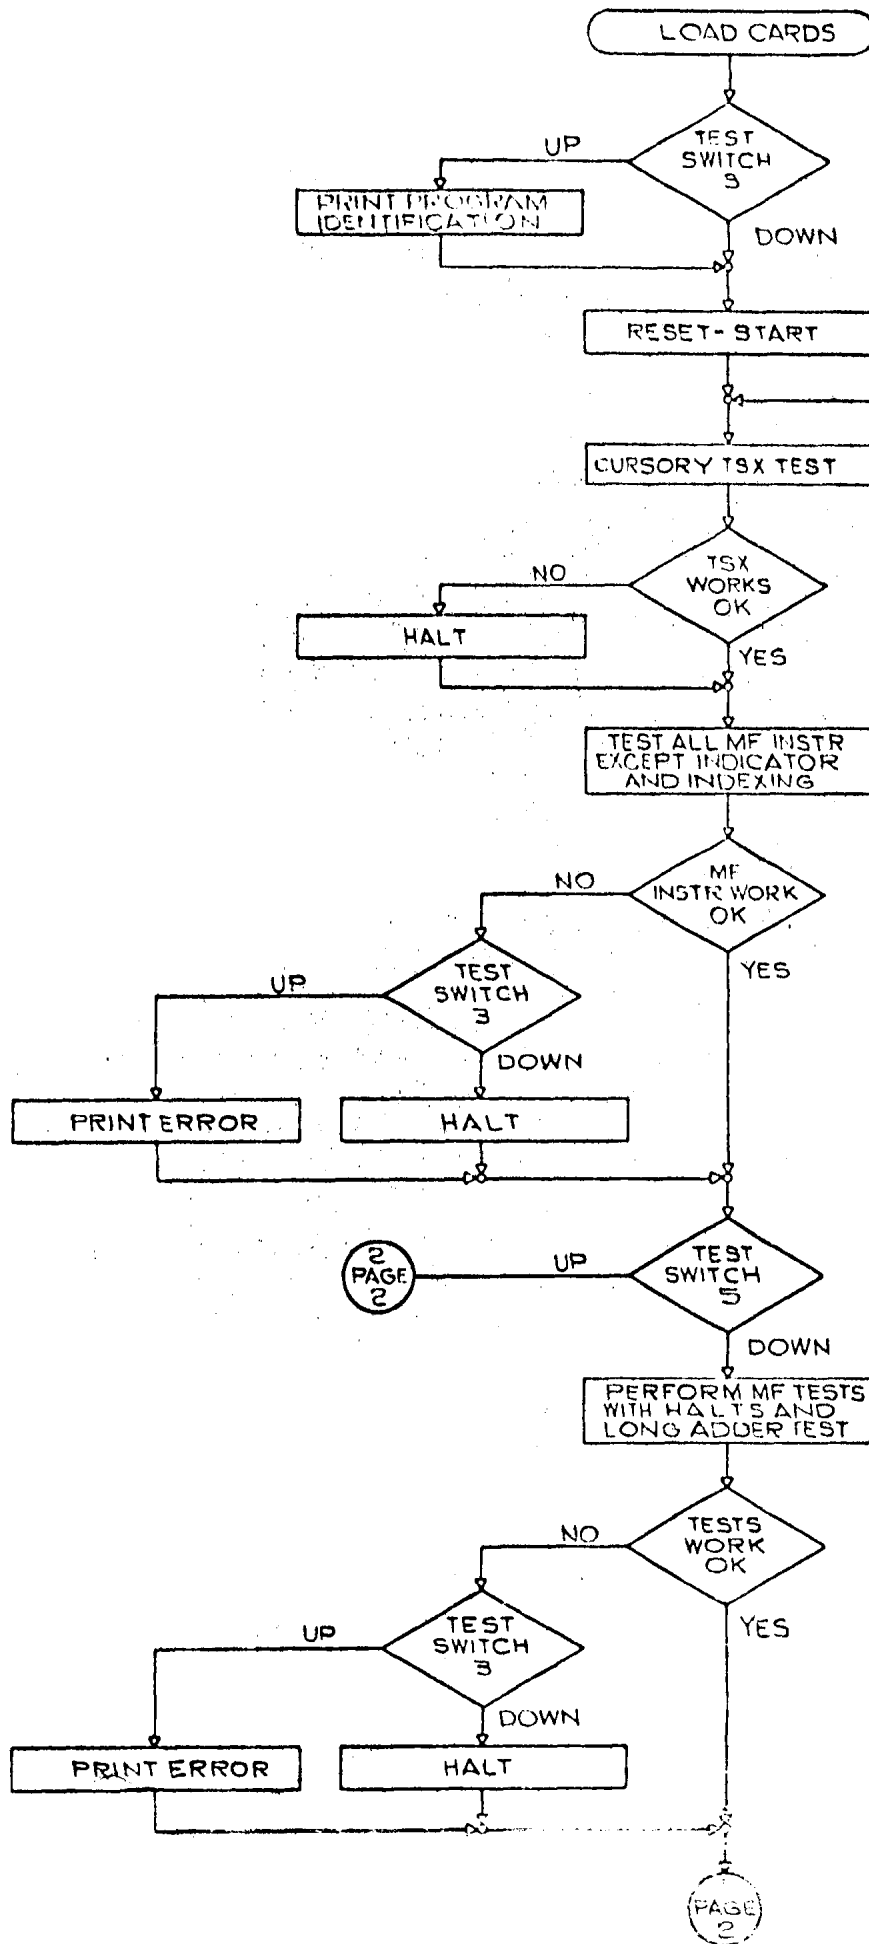 LOAD CARDS
TEST
SWITCH
3
UP
DOWN
PRINT PROGRAM
IDENTIFICATION
RESET-START
CURSORY TSX TEST
TSX
WORKS
OK
NO
YES
HALT
TEST ALL MF INSTR
EXCEPT INDICATOR
AND INDEXING
MF
INSTR WORK
OK
NO
YES
TEST
SWITCH
3
UP
DOWN
PRINT ERROR
HALT
TEST
SWITCH
5
UP
2
PAGE
2
DOWN
PERFORM MF TESTS
WITH HALTS AND
LONG ADDER TEST
TESTS
WORK
OK
NO
YES
TEST
SWITCH
3
UP
DOWN
PRINT ERROR
HALT
PAGE
2